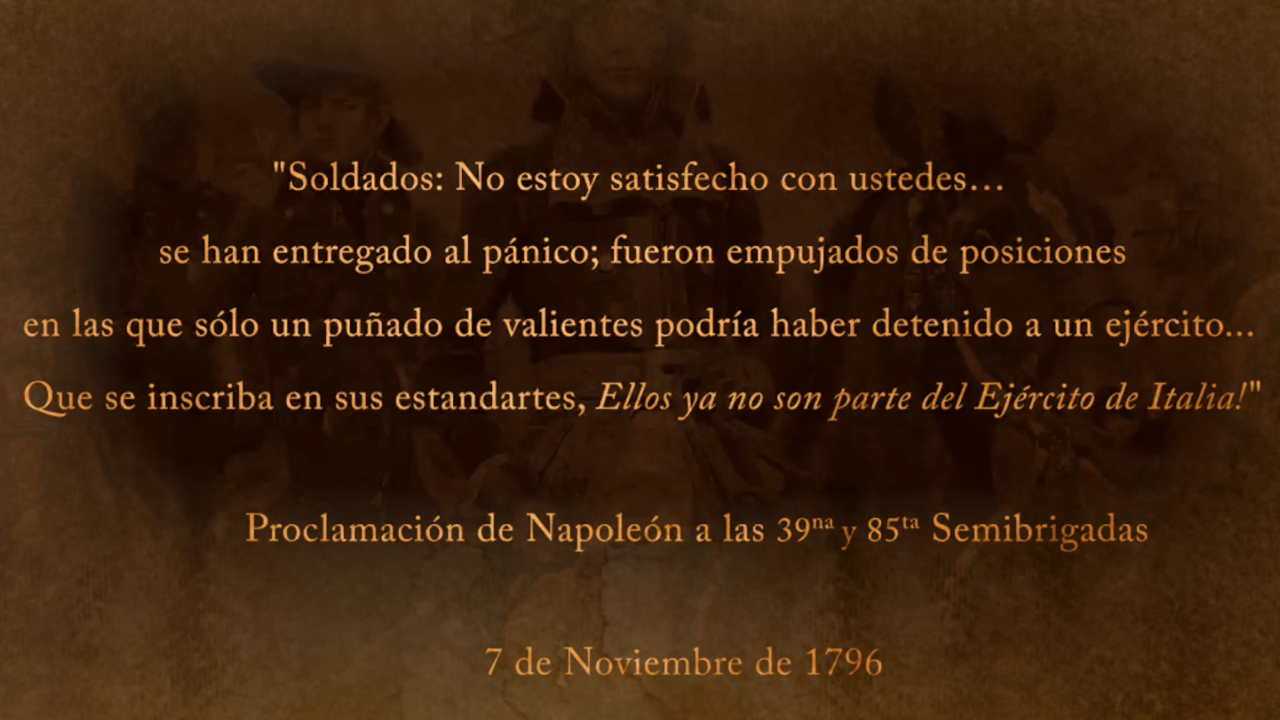 "Soldados: No estoy satisfecho con ustedes...
se han entregado al pánico; fueron empujados de posiciones
en las que sólo un puñado de valientes podría haber detenido a un ejército...
Que se inscriba en sus estandartes, Ellos ya no son parte del Ejército de Italia!"
Proclamación de Napoleón a las 39ⁿᵃ y 85ᵗᵃ Semibrigadas
7 de Noviembre de 1796